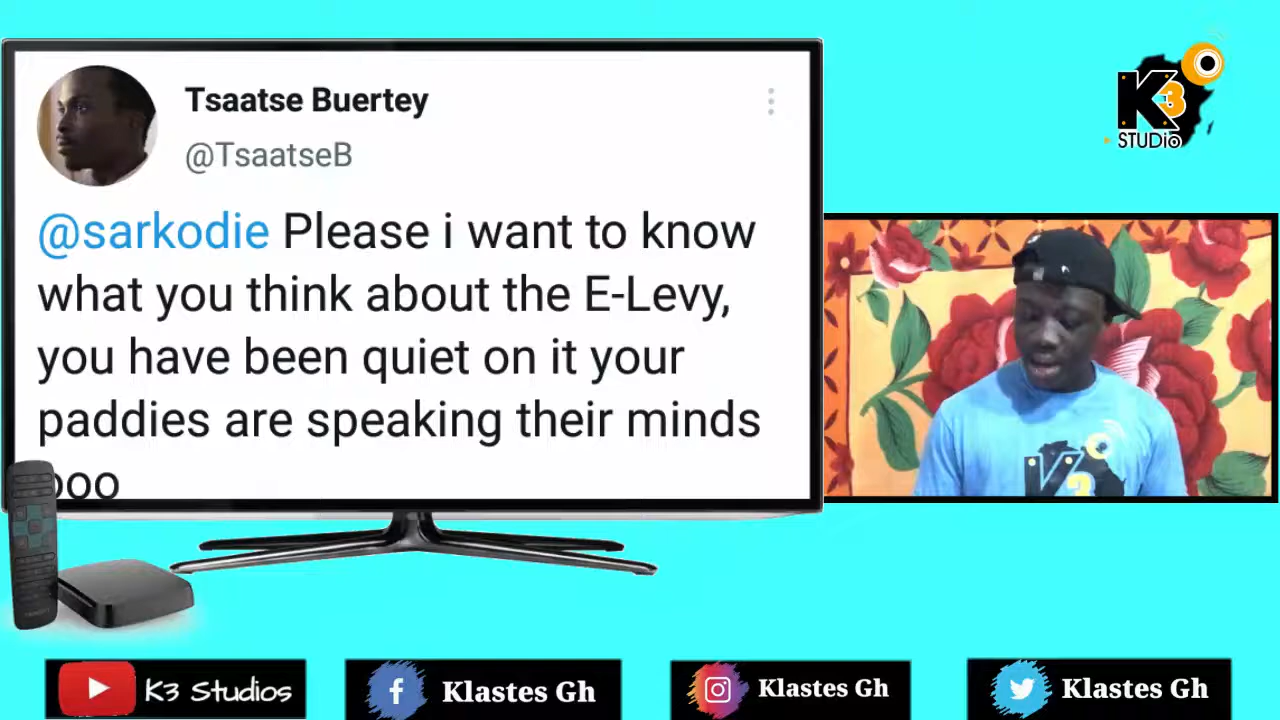 Tsaatse Buertey
@TsaatseB
@sarkodie Please i want to know
what you think about the E-Levy,
you have been quiet on it your
paddies are speaking their minds
ooo
K3
STUDiO
K3
K3 Studios
Klastes Gh
Klastes Gh
Klastes Gh